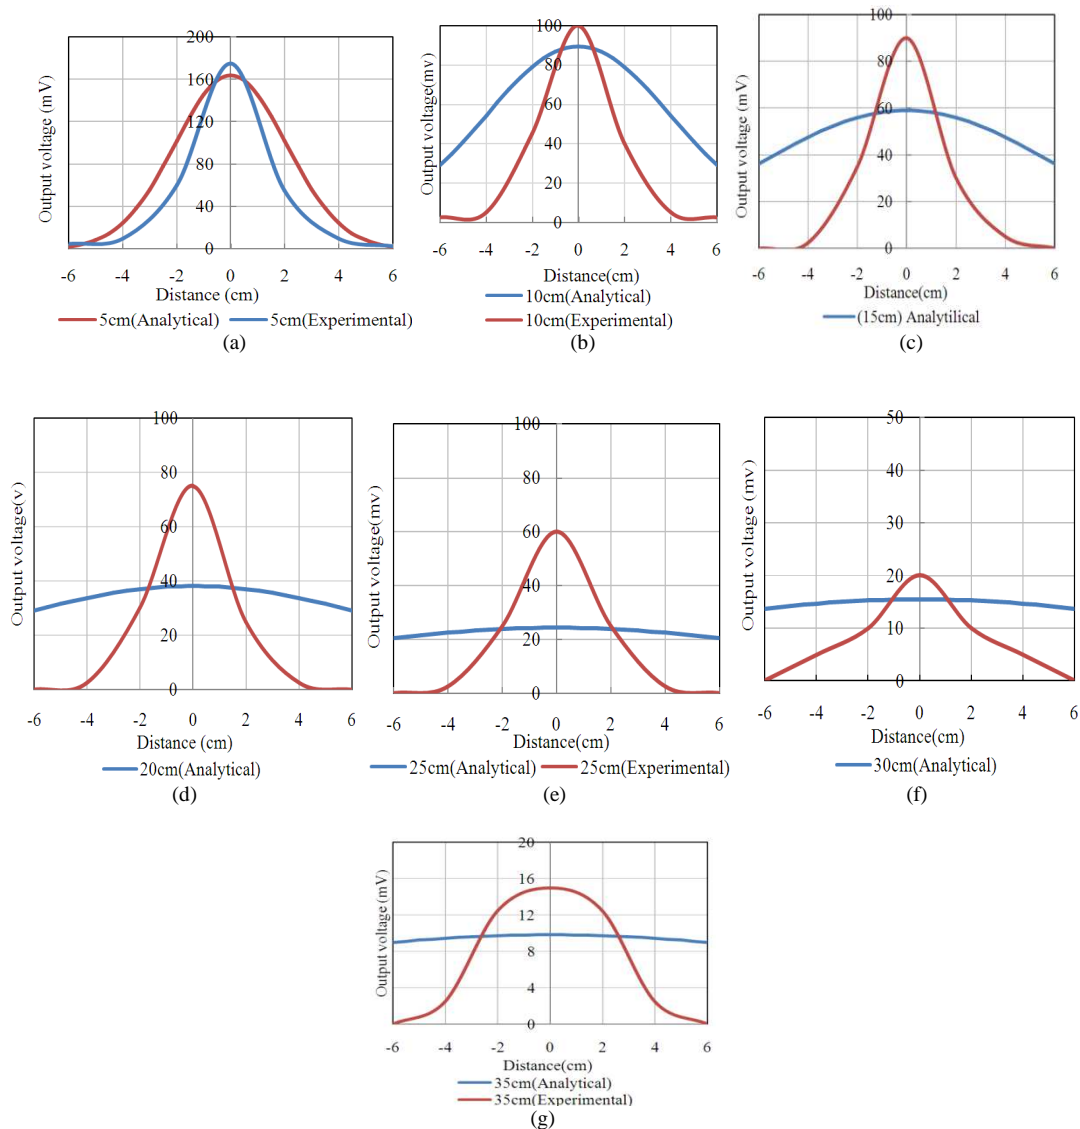 Output voltage (mV)
200
160
120
80
40
0
-6 -4 -2 0 2 4 6
Distance (cm)
5cm(Analytical) 5cm(Experimental)
(a)
Output voltage(mv)
100
80
60
40
20
0
-6 -4 -2 0 2 4 6
Distance(cm)
10cm(Analytical)
10cm(Experimental)
(b)
Output voltage (mV)
100
80
60
40
20
0
-6 -4 -2 0 2 4 6
Distance(cm)
(15cm) Analytilical
(c)
Output voltage(v)
100
80
60
40
20
0
-6 -4 -2 0 2 4 6
Distance (cm)
20cm(Analytical)
(d)
Output voltage(mv)
100
80
60
40
20
0
-6 -4 -2 0 2 4 6
Distance(cm)
25cm(Analytical) 25cm(Experimental)
(e)
Output voltage (mv)
50
40
30
20
10
0
-6 -4 -2 0 2 4 6
Distance(cm)
30cm(Analytical)
(f)
Output voltage (mV)
20
16
12
8
4
0
-6 -4 -2 0 2 4 6
Distance(cm)
35cm(Analytical)
35cm(Experimental)
(g)